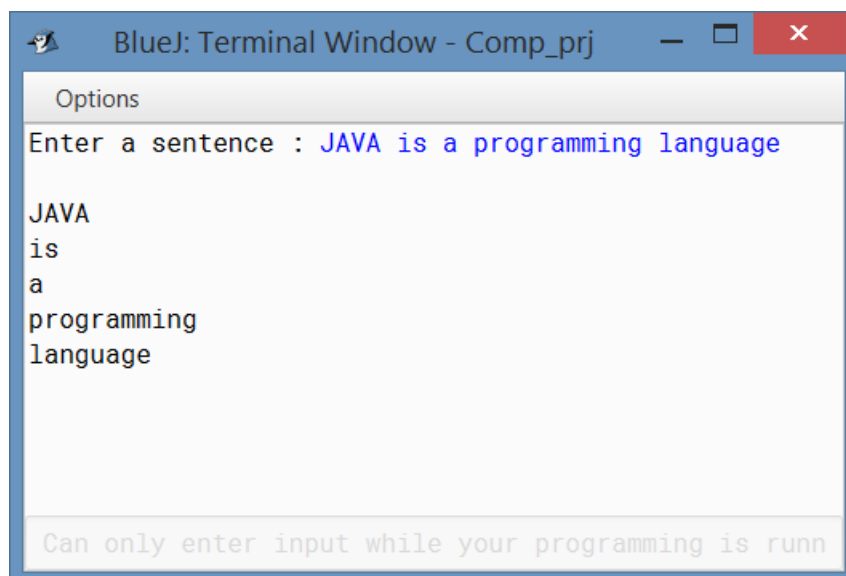 BlueJ: Terminal Window - Comp_prj
Options
Enter a sentence : JAVA is a programming language
JAVA
is
a
programming
language
Can only enter input while your programming is runn